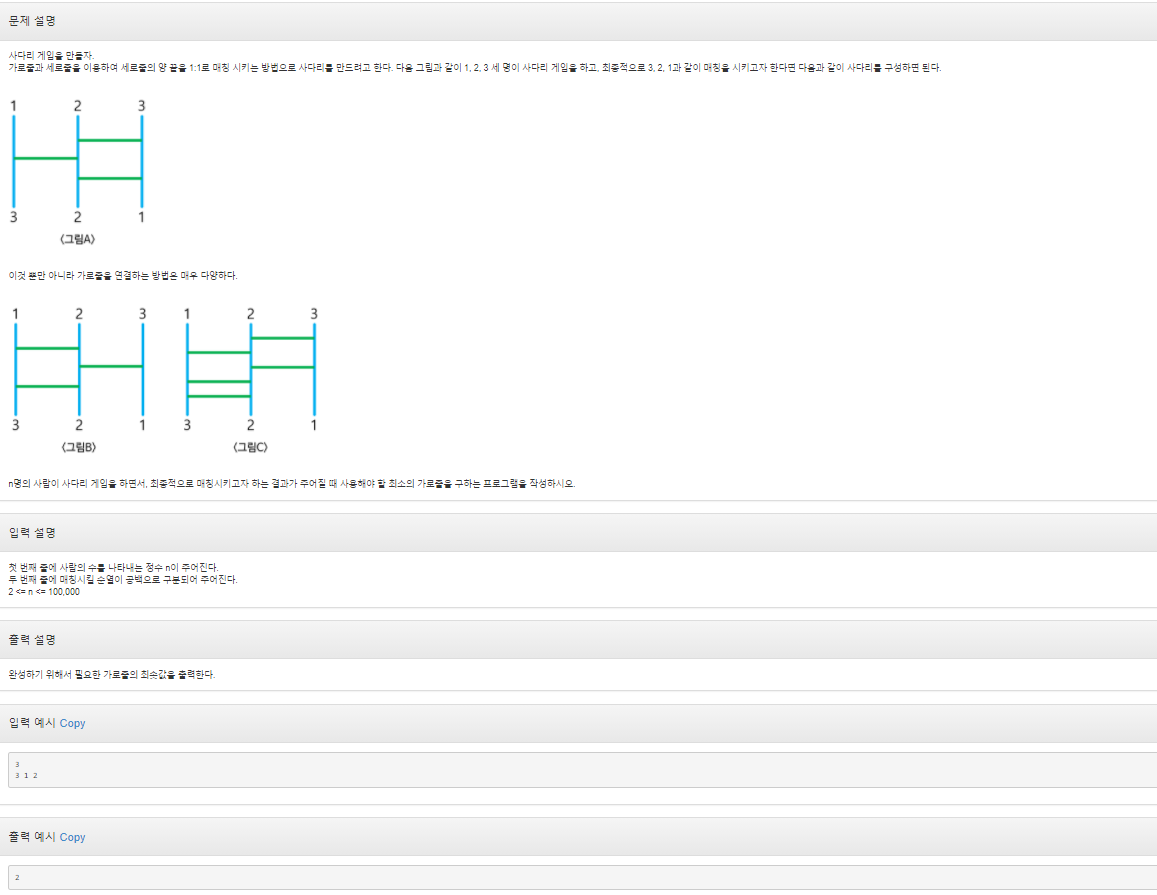 문제 설명
사다리 게임을 만들자.
가로줄과 세로줄을 이용하여 세로줄의 양 끝을 1:1로 매칭 시키는 방법으로 사다리를 만드려고 한다. 다음 그림과 같이 1, 2, 3 세 명이 사다리 게임을 하고, 최종적으로 3, 2, 1과 같이 매칭을 시키고자 한다면 다음과 같이 사다리를 구성하면 된다.
1 2 3
3 2 1
〈그림A〉
이것 뿐만 아니라 가로줄을 연결하는 방법은 매우 다양하다.
1 2 3 1 2 3
3 2 1 3 2 1
〈그림B〉 〈그림C〉
n명의 사람이 사다리 게임을 하면서, 최종적으로 매칭시키고자 하는 결과가 주어질 때 사용해야 할 최소의 가로줄을 구하는 프로그램을 작성하시오.
입력 설명
첫 번째 줄에 사람의 수를 나타내는 정수 n이 주어진다.
두 번째 줄에 매칭시킬 순열이 공백으로 구분되어 주어진다.
2 <= n <= 100,000
출력 설명
완성하기 위해서 필요한 가로줄의 최솟값을 출력한다.
입력 예시 Copy
3
3 1 2
출력 예시 Copy
2